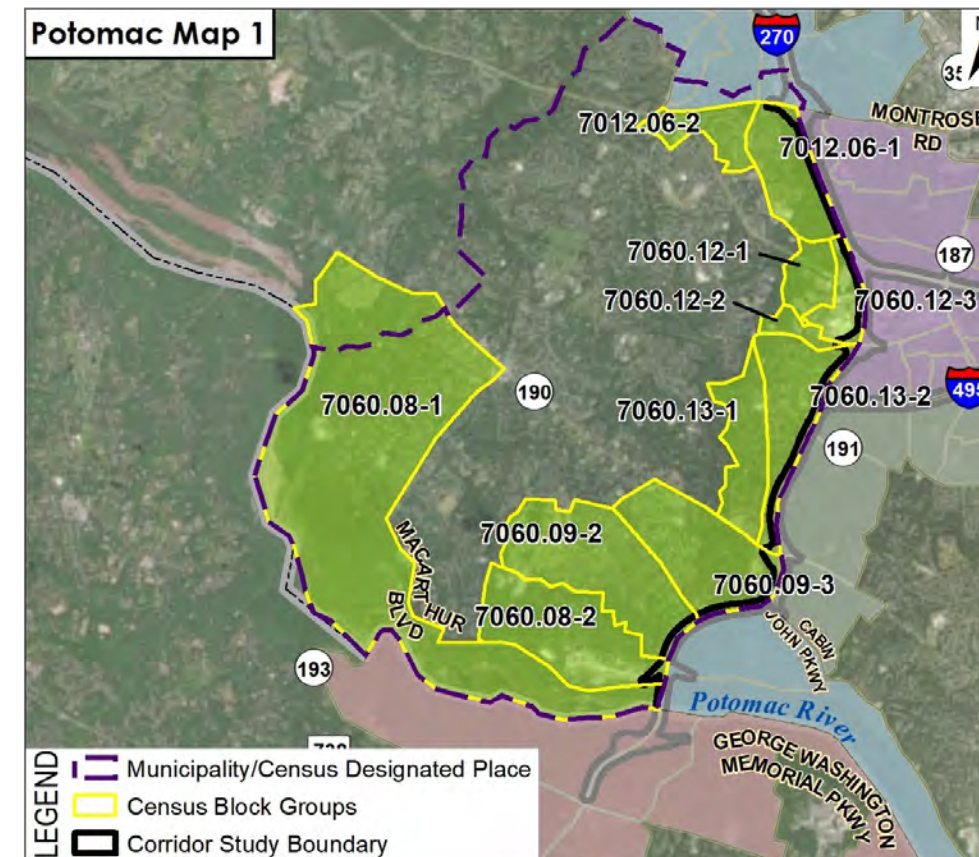 Potomac Map 1
270
MONTROSE
RD
7012.06-2
7012.06-1
187
7060.12-1
7060.12-2
7060.12-3
495
190
7060.08-1
7060.13-1
7060.13-2
191
7060.09-2
7060.09-3
7060.08-2
MACARTHUR
BLVD
CABIN
JOHN PKWY
193
Potomac River
GEORGE WASHINGTON
MEMORIAL PKWY
LEGEND
Municipality/Census Designated Place
Census Block Groups
Corridor Study Boundary